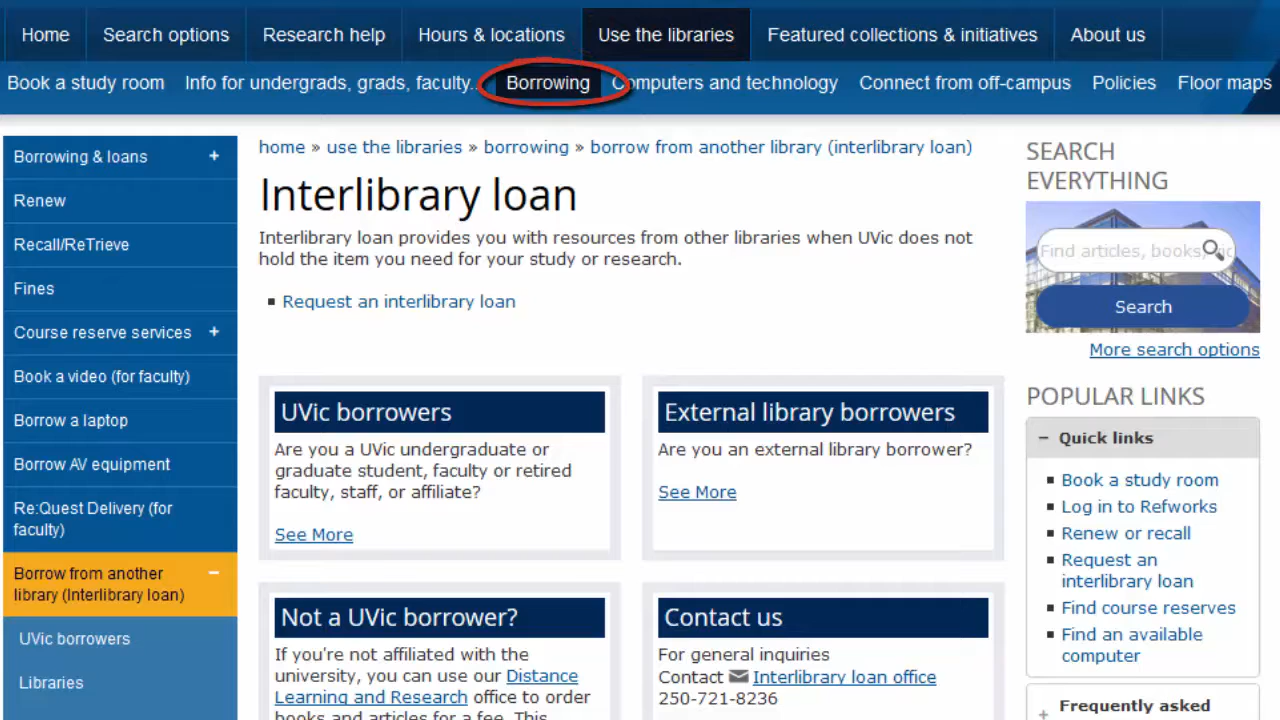 Home
Search options
Research help
Hours & locations
Use the libraries
Featured collections & initiatives
About us
Book a study room
Info for undergrads, grads, faculty..
Borrowing
Computers and technology
Connect from off-campus
Policies
Floor maps
Borrowing & loans +
Renew
Recall/ReTrieve
Fines
Course reserve services +
Book a video (for faculty)
Borrow a laptop
Borrow AV equipment
Re:Quest Delivery (for
faculty)
Borrow from another
library (Interlibrary loan) −
UVic borrowers
Libraries
home » use the libraries » borrowing » borrow from another library (interlibrary loan)
Interlibrary loan
Interlibrary loan provides you with resources from other libraries when UVic does not
hold the item you need for your study or research.
Request an interlibrary loan
UVic borrowers
Are you a UVic undergraduate or
graduate student, faculty or retired
faculty, staff, or affiliate?
See More
External library borrowers
Are you an external library borrower?
See More
Not a UVic borrower?
If you're not affiliated with the
university, you can use our Distance
Learning and Research office to order
books and articles for a fee. This
Contact us
For general inquiries
Contact Interlibrary loan office
250-721-8236
SEARCH
EVERYTHING
Find articles, books,
Search
More search options
POPULAR LINKS
− Quick links
Book a study room
Log in to Refworks
Renew or recall
Request an
interlibrary loan
Find course reserves
Find an available
computer
+ Frequently asked